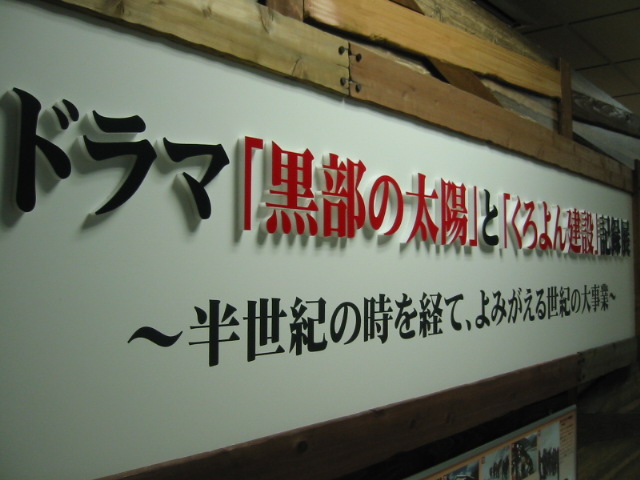 ドラマ「黒部の太陽」と「くろよん建設」記録展
～半世紀の時を経て、よみがえる世紀の大事業～